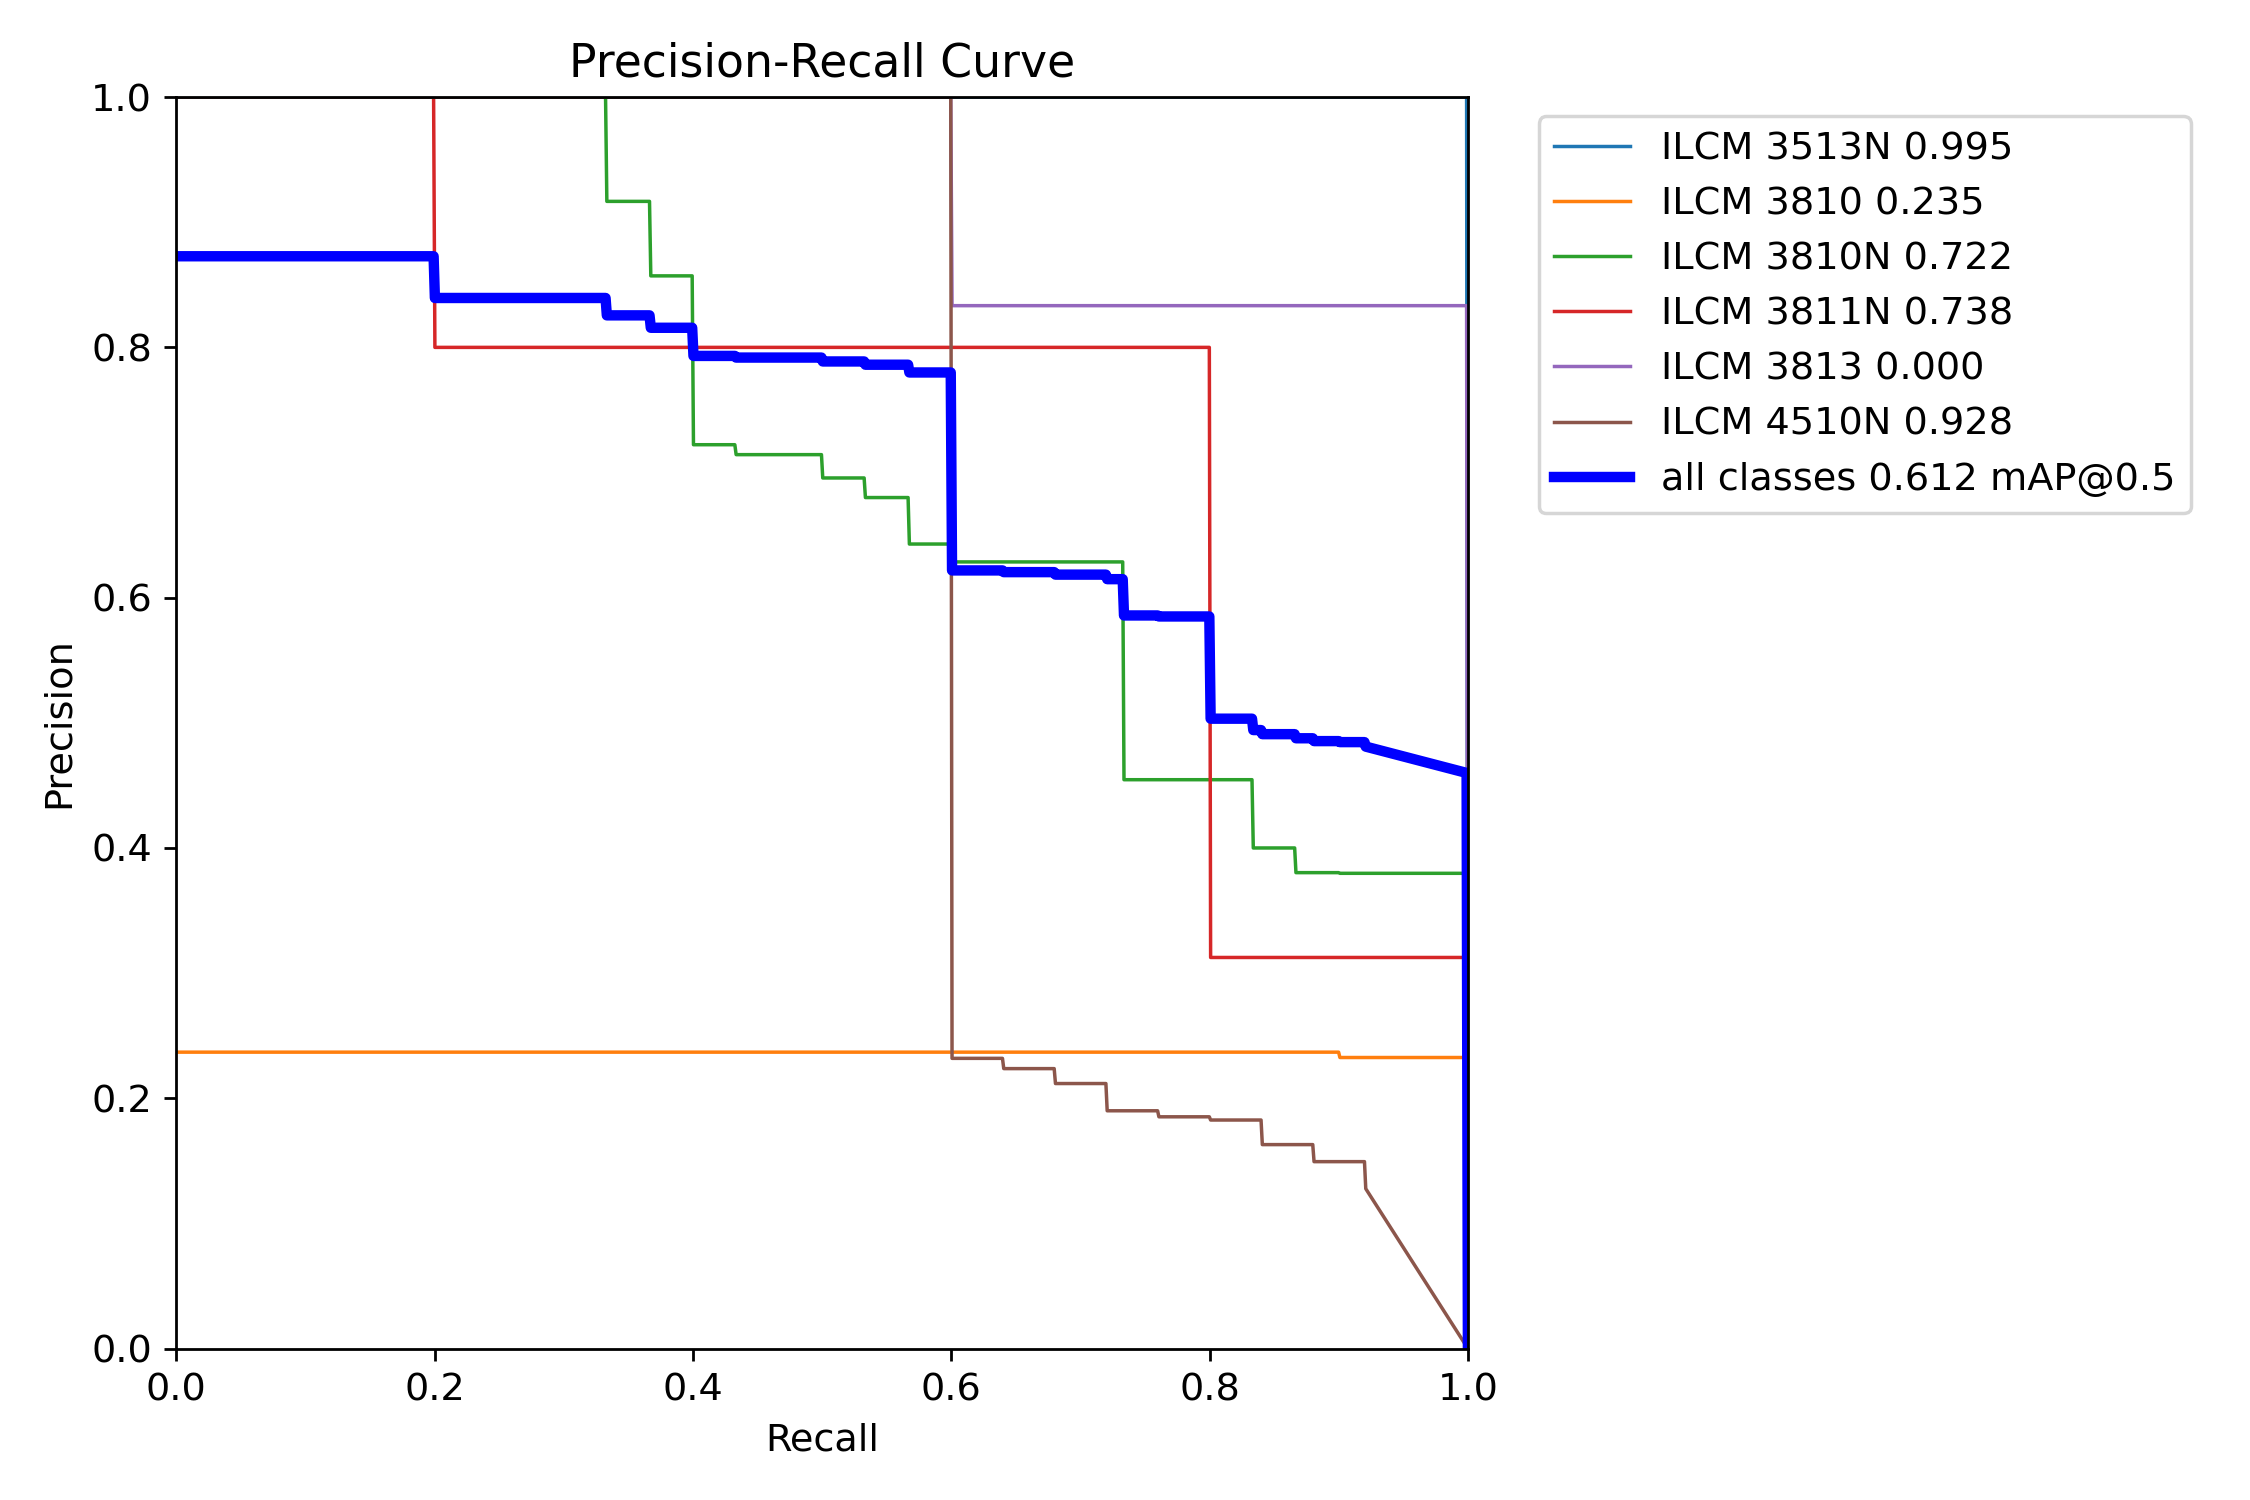 Precision-Recall Curve
1.0
0.8
0.6
0.4
0.2
0.0
Precision
0.0 0.2 0.4 0.6 0.8 1.0
Recall
ILCM 3513N 0.995
ILCM 3810 0.235
ILCM 3810N 0.722
ILCM 3811N 0.738
ILCM 3813 0.000
ILCM 4510N 0.928
all classes 0.612 mAP@0.5